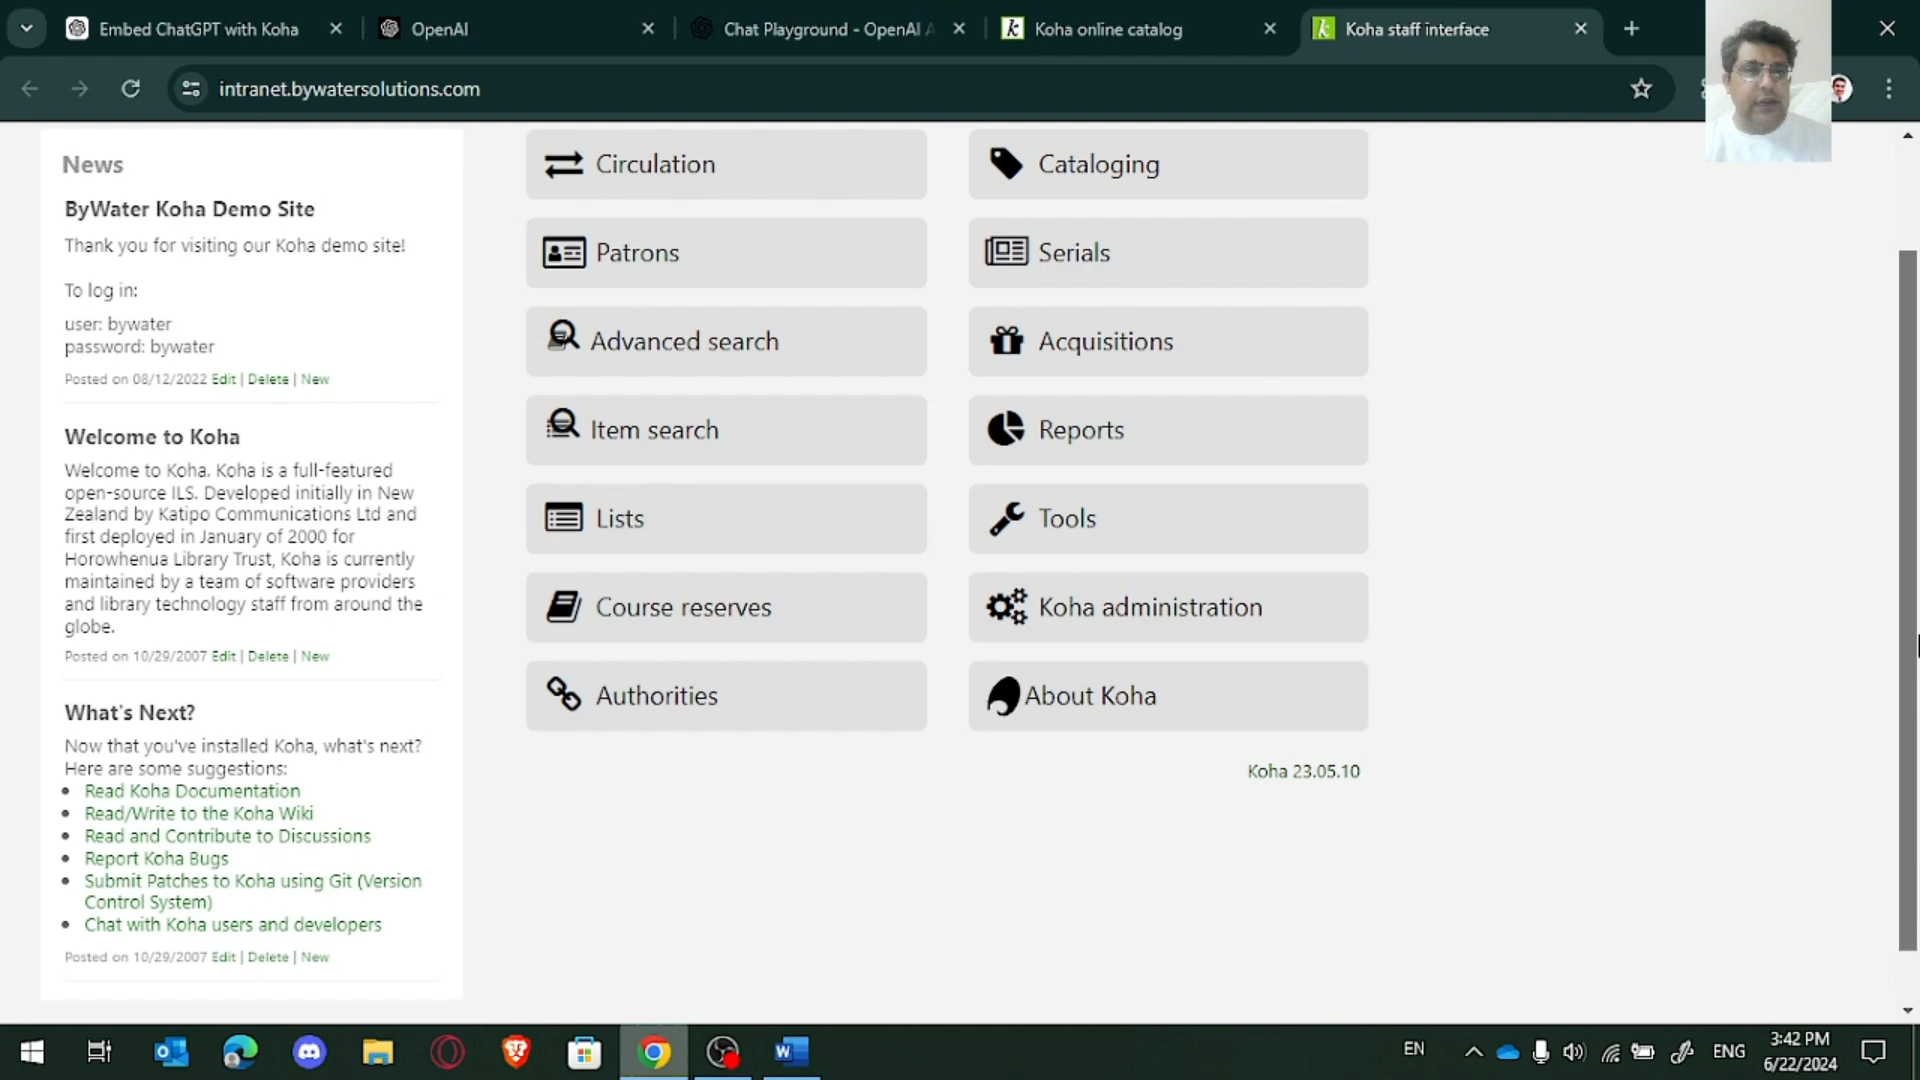 Embed ChatGPT with Koha
OpenAI
Chat Playground - OpenAI A
Koha online catalog
Koha staff interface
intranet.bywatersolutions.com
News
ByWater Koha Demo Site
Thank you for visiting our Koha demo site!
To log in:
user: bywater
password: bywater
Posted on 08/12/2022 Edit | Delete | New
Welcome to Koha
Welcome to Koha. Koha is a full-featured
open-source ILS. Developed initially in New
Zealand by Katipo Communications Ltd and
first deployed in January of 2000 for
Horowhenua Library Trust, Koha is currently
maintained by a team of software providers
and library technology staff from around the
globe.
Posted on 10/29/2007 Edit | Delete | New
What's Next?
Now that you've installed Koha, what's next?
Here are some suggestions:
Read Koha Documentation
Read/Write to the Koha Wiki
Read and Contribute to Discussions
Report Koha Bugs
Submit Patches to Koha using Git (Version
Control System)
Chat with Koha users and developers
Posted on 10/29/2007 Edit | Delete | New
Circulation
Cataloging
Patrons
Serials
Advanced search
Acquisitions
Item search
Reports
Lists
Tools
Course reserves
Koha administration
Authorities
About Koha
Koha 23.05.10
EN
ENG
3:42 PM
6/22/2024